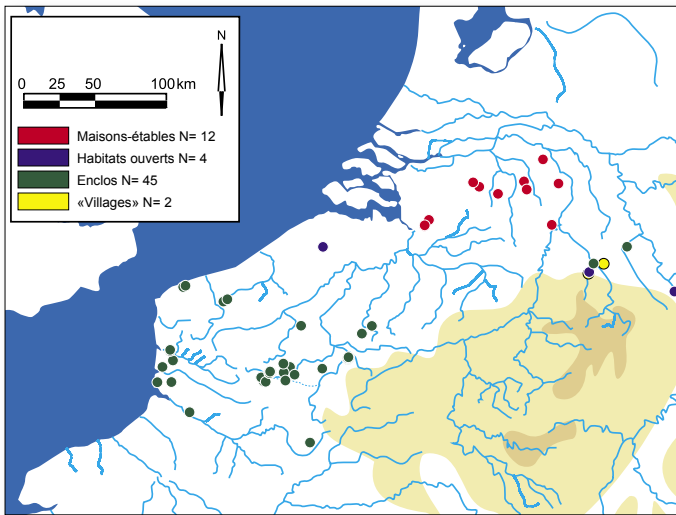 N
0 25 50 100 km
Maisons-étables N= 12
Habitats ouverts N= 4
Enclos N= 45
«Villages» N= 2